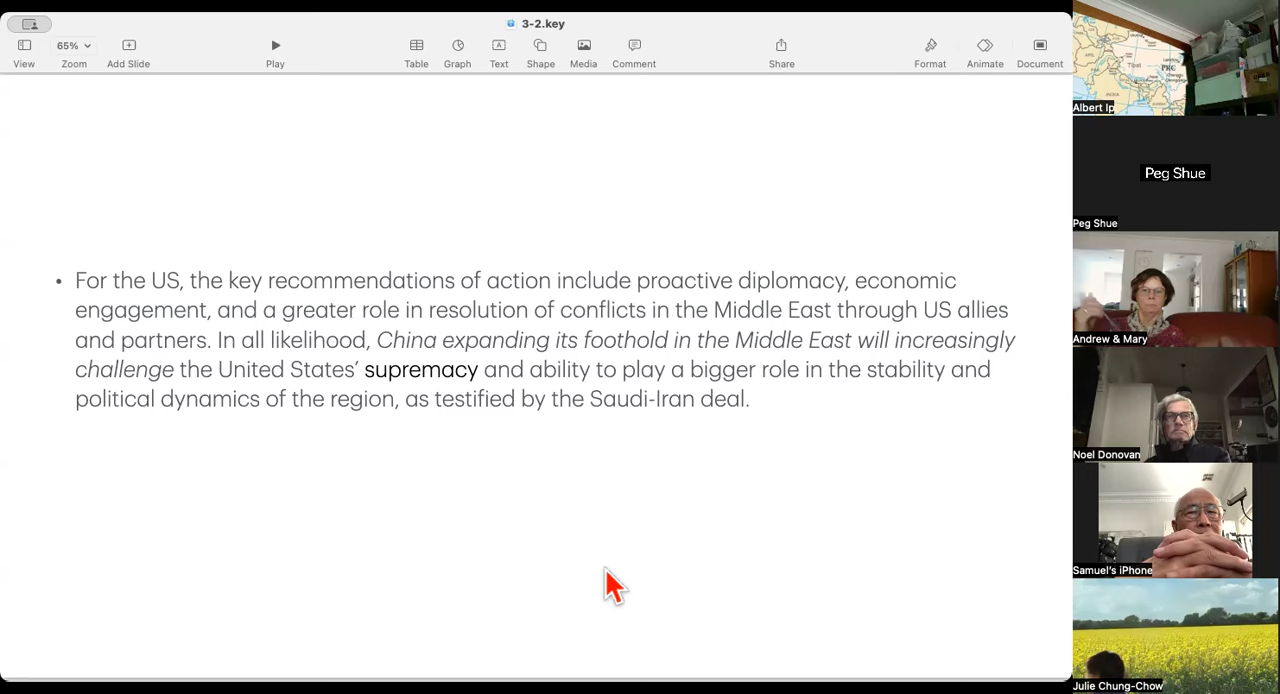 3-2.key
65%
View
Zoom
Add Slide
Play
Table
Graph
Text
Shape
Media
Comment
Share
Format
Animate
Document
• For the US, the key recommendations of action include proactive diplomacy, economic
engagement, and a greater role in resolution of conflicts in the Middle East through US allies
and partners. In all likelihood, China expanding its foothold in the Middle East will increasingly
challenge the United States’ supremacy and ability to play a bigger role in the stability and
political dynamics of the region, as testified by the Saudi-Iran deal.
Tibet
PRC
INDIA
Albert Ip
Peg Shue
Peg Shue
Andrew & Mary
Noel Donovan
Samuel’s iPhone
Julie Chung-Chow